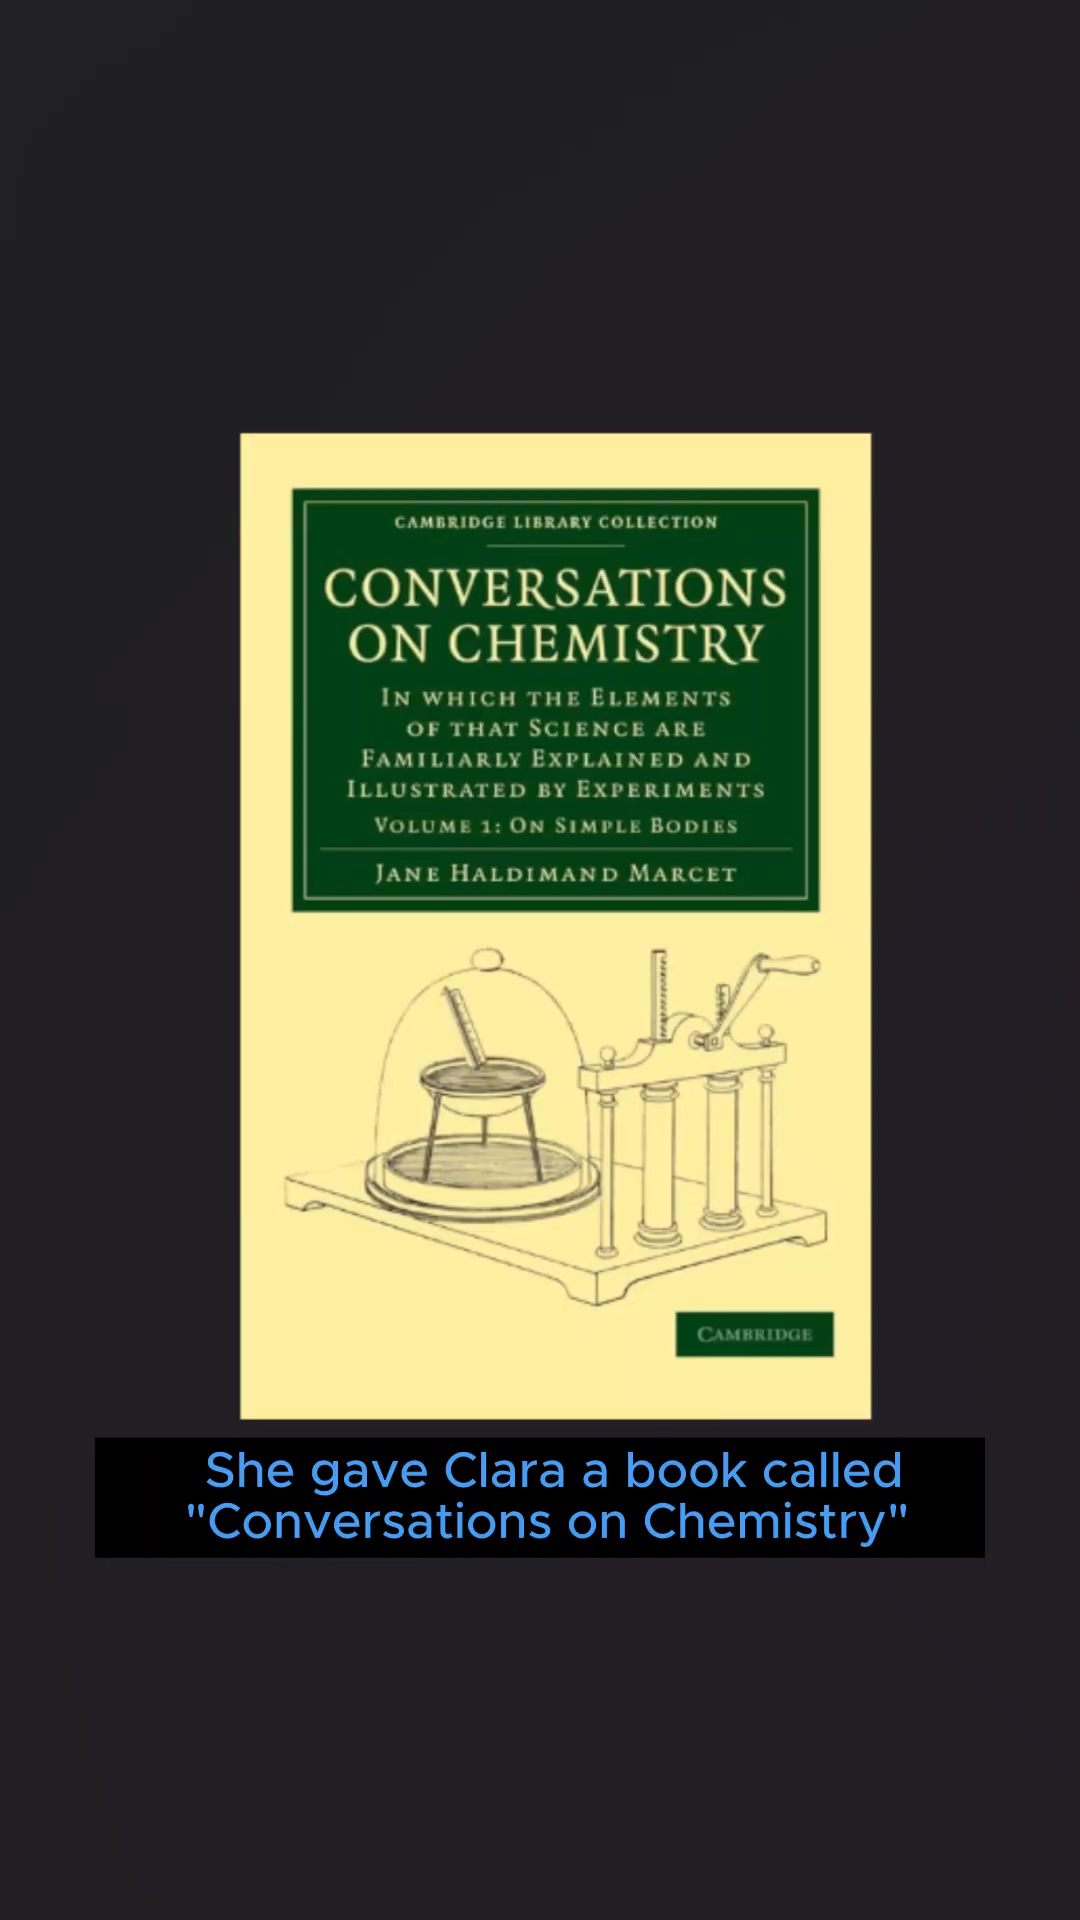 CAMBRIDGE LIBRARY COLLECTION
CONVERSATIONS
ON CHEMISTRY
IN WHICH THE ELEMENTS
OF THAT SCIENCE ARE
FAMILIARLY EXPLAINED AND
ILLUSTRATED BY EXPERIMENTS
VOLUME 1: ON SIMPLE BODIES
JANE HALDIMAND MARCET
CAMBRIDGE
She gave Clara a book called
"Conversations on Chemistry"